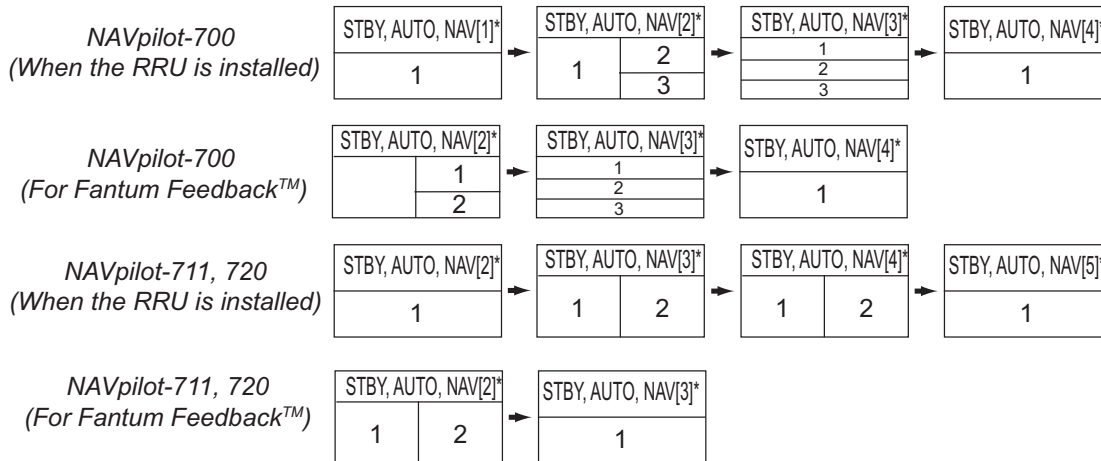 NAVpilot-700
(When the RRU is installed)
STBY, AUTO, NAV[1]*
1
STBY, AUTO, NAV[2]*
1
2
3
STBY, AUTO, NAV[3]*
1
2
3
STBY, AUTO, NAV[4]*
1
NAVpilot-700
(For Fantum Feedback™)
STBY, AUTO, NAV[2]*
1
2
STBY, AUTO, NAV[3]*
1
2
3
STBY, AUTO, NAV[4]*
1
NAVpilot-711, 720
(When the RRU is installed)
STBY, AUTO, NAV[2]*
1
STBY, AUTO, NAV[3]*
1 2
STBY, AUTO, NAV[4]*
1 2
STBY, AUTO, NAV[5]*
1
NAVpilot-711, 720
(For Fantum Feedback™)
STBY, AUTO, NAV[2]*
1 2
STBY, AUTO, NAV[3]*
1